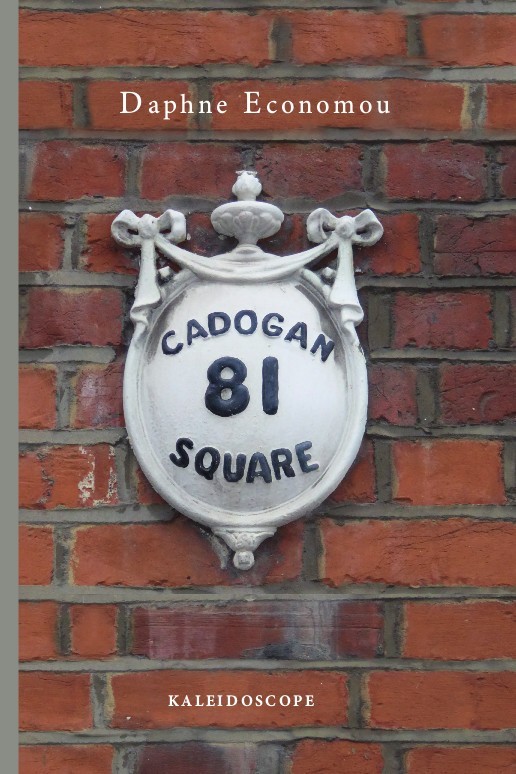 Daphne Economou
CADOGAN
81
SQUARE
KALEIDOSCOPE